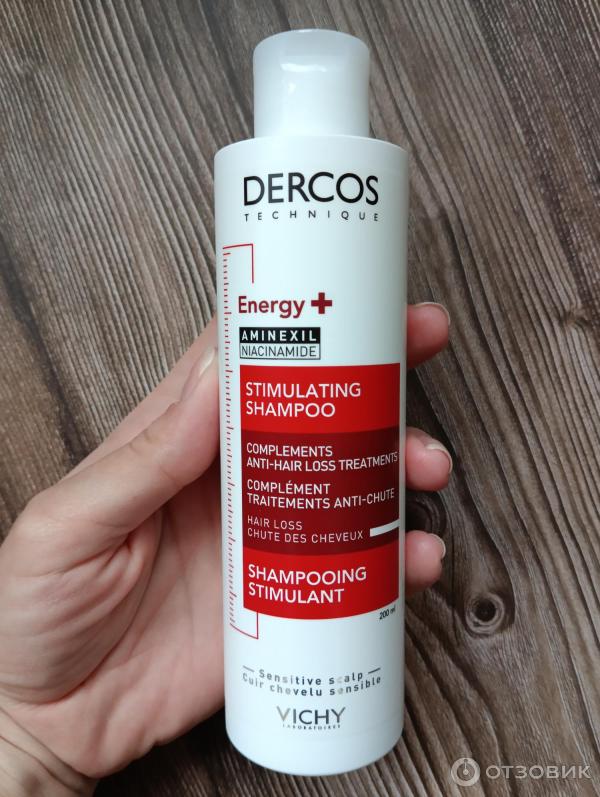 DERCOS
TECHNIQUE
Energy +
AMINEXIL
NIACINAMIDE
STIMULATING
SHAMPOO
COMPLEMENTS
ANTI-HAIR LOSS TREATMENTS
COMPLÉMENT
TRAITEMENTS ANTI-CHUTE
HAIR LOSS
CHUTE DES CHEVEUX
SHAMPOOING
STIMULANT
200 ml
Sensitive scalp
Cuir chevelu sensible
VICHY
LABORATOIRES
ОТЗОВИК